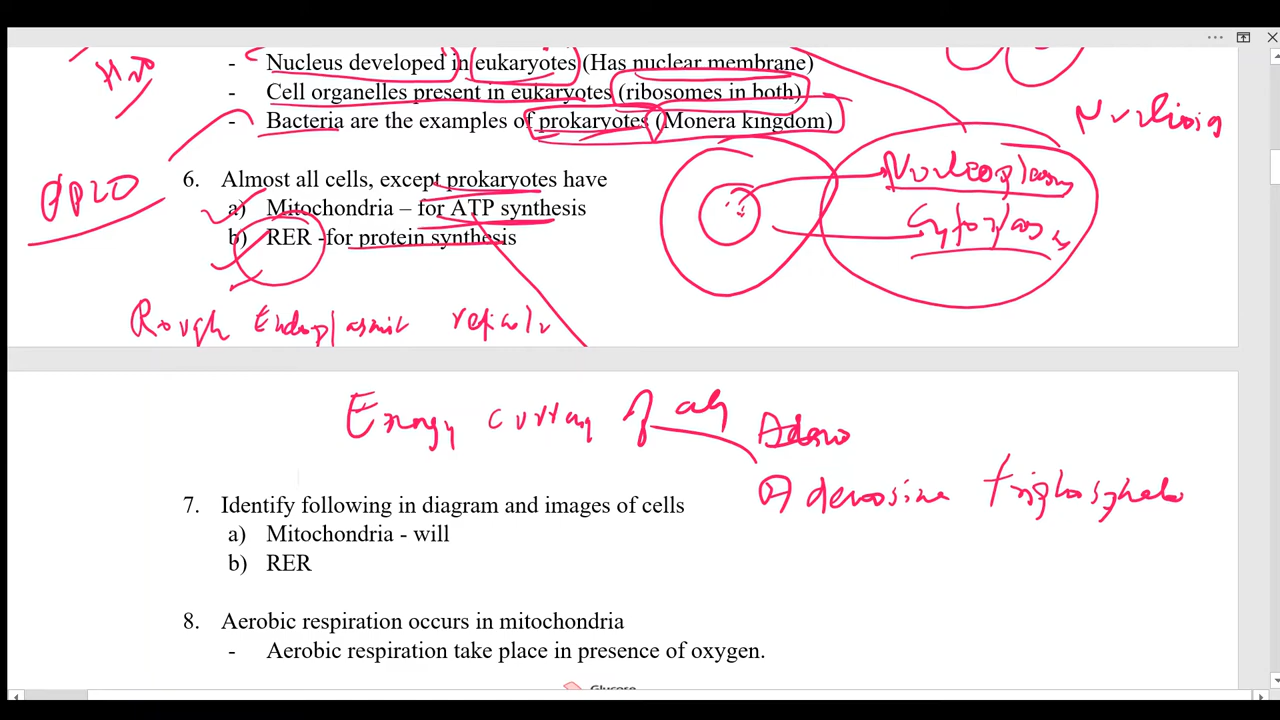 - Nucleus developed in eukaryotes (Has nuclear membrane)
- Cell organelles present in eukaryotes (ribosomes in both)
- Bacteria are the examples of prokaryotes (Monera kingdom)
6. Almost all cells, except prokaryotes have
a) Mitochondria – for ATP synthesis
b) RER -for protein synthesis
Nucleoplasm
Cytoplasm
Rough Endoplasmic
Energy of
Adeno
Adenosine triphosphate
7. Identify following in diagram and images of cells
a) Mitochondria - will
b) RER
8. Aerobic respiration occurs in mitochondria
- Aerobic respiration take place in presence of oxygen.
Glucose